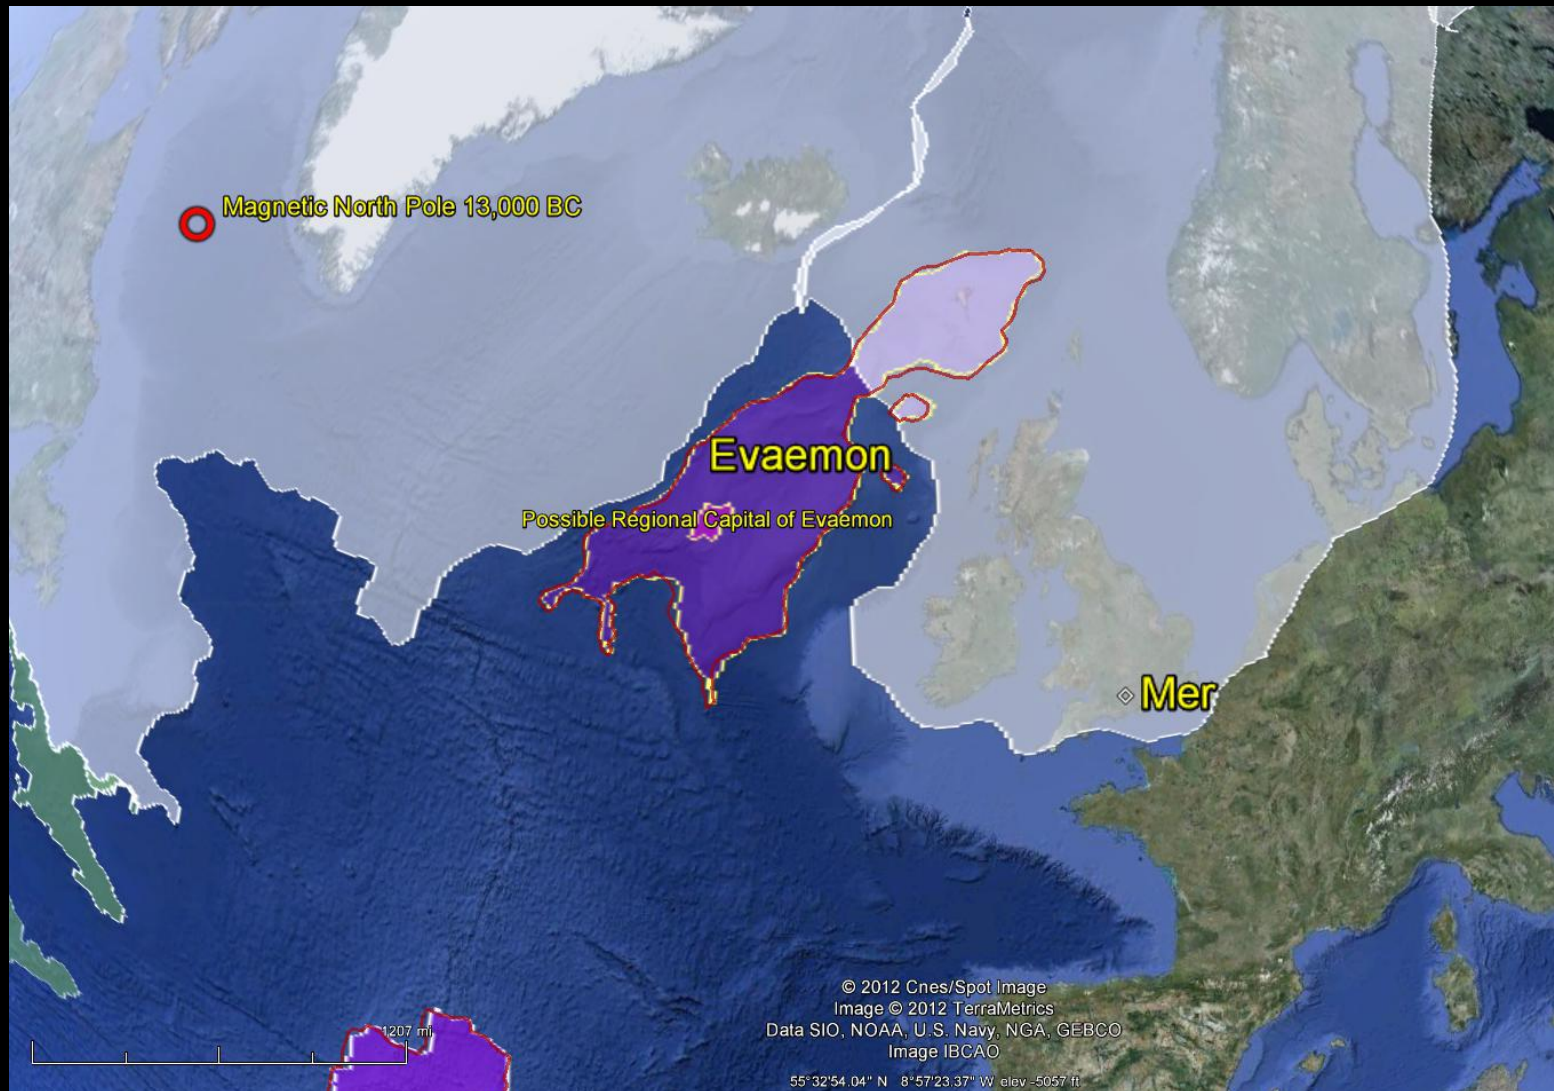 Magnetic North Pole 13,000 BC
Evaemon
Possible Regional Capital of Evaemon
Mer
© 2012 Cnes/Spot Image
Image © 2012 TerraMetrics
Data SIO, NOAA, U.S. Navy, NGA, GEBCO
Image IBCAO
1207 mi
55°32'54.04" N 8°57'23.37" W elev -5057 ft